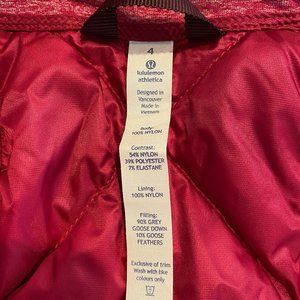 4
lululemon
athletica
Designed in
Vancouver
Made in
Vietnam
Body:
100% NYLON
Contrast:
54% NYLON
39% POLYESTER
7% ELASTANE
Lining:
100% NYLON
Filling:
90% GREY
GOOSE DOWN
10% GOOSE
FEATHERS
Exclusive of trim
Wash with like
colours only